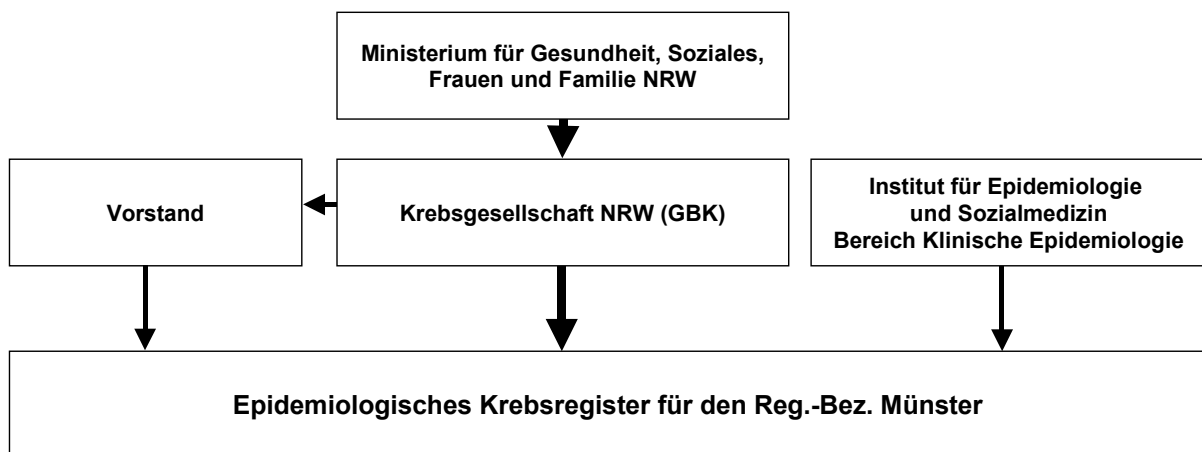 Ministerium für Gesundheit, Soziales,
Frauen und Familie NRW
Vorstand
Krebsgesellschaft NRW (GBK)
Institut für Epidemiologie
und Sozialmedizin
Bereich Klinische Epidemiologie
Epidemiologisches Krebsregister für den Reg.-Bez. Münster